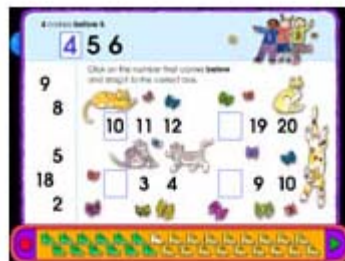 4 comes before 5.
4 5 6
Click on the number that comes before
and drag it to the correct box.
9
8
10 11 12
19 20
5
18
3 4
9 10
2